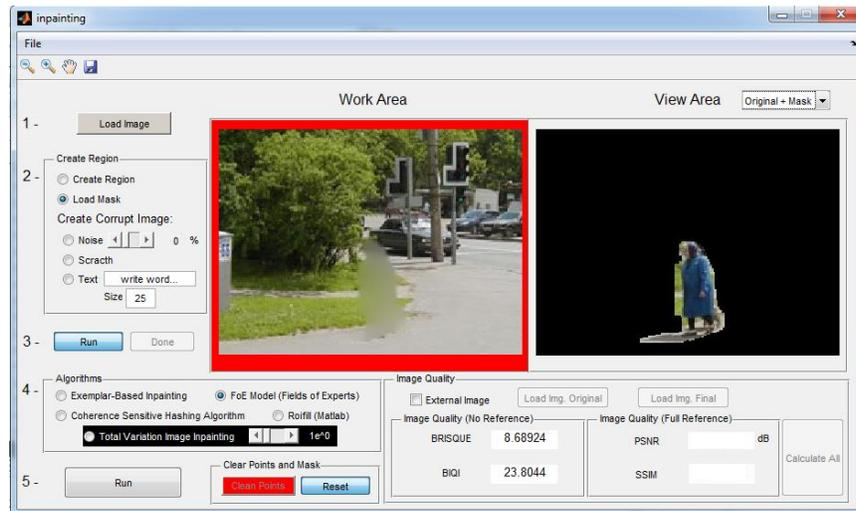 inpainting
File
Work Area
View Area
Original + Mask
1 -
Load Image
Create Region
2 -
Create Region
Load Mask
Create Corrupt Image:
Noise
0 %
Scracth
Text
write word...
Size
25
3 -
Run
Done
4 -
Algorithms
Exemplar-Based Inpainting
FoE Model (Fields of Experts)
Coherence Sensitive Hashing Algorithm
Roifill (Matlab)
Total Variation Image Inpainting
1e^0
Image Quality
External Image
Load Img. Original
Load Img. Final
Image Quality (No Reference)
BRISQUE
8.68924
BIQI
23.8044
Image Quality (Full Reference)
PSNR
dB
SSIM
Calculate All
5 -
Run
Clear Points and Mask
Clean Points
Reset